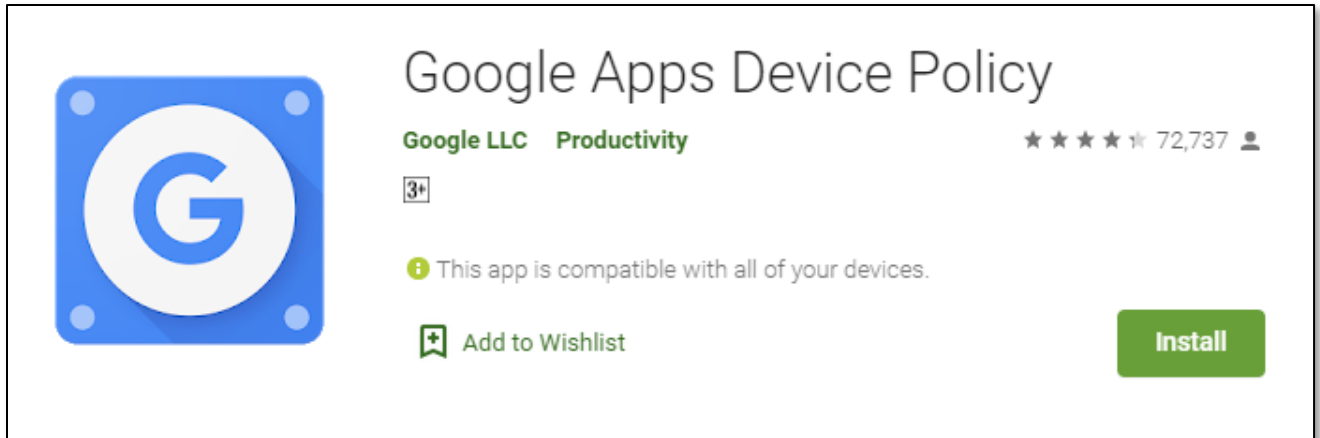 Google Apps Device Policy
Google LLC Productivity 72,737
3+
This app is compatible with all of your devices.
Add to Wishlist Install
G